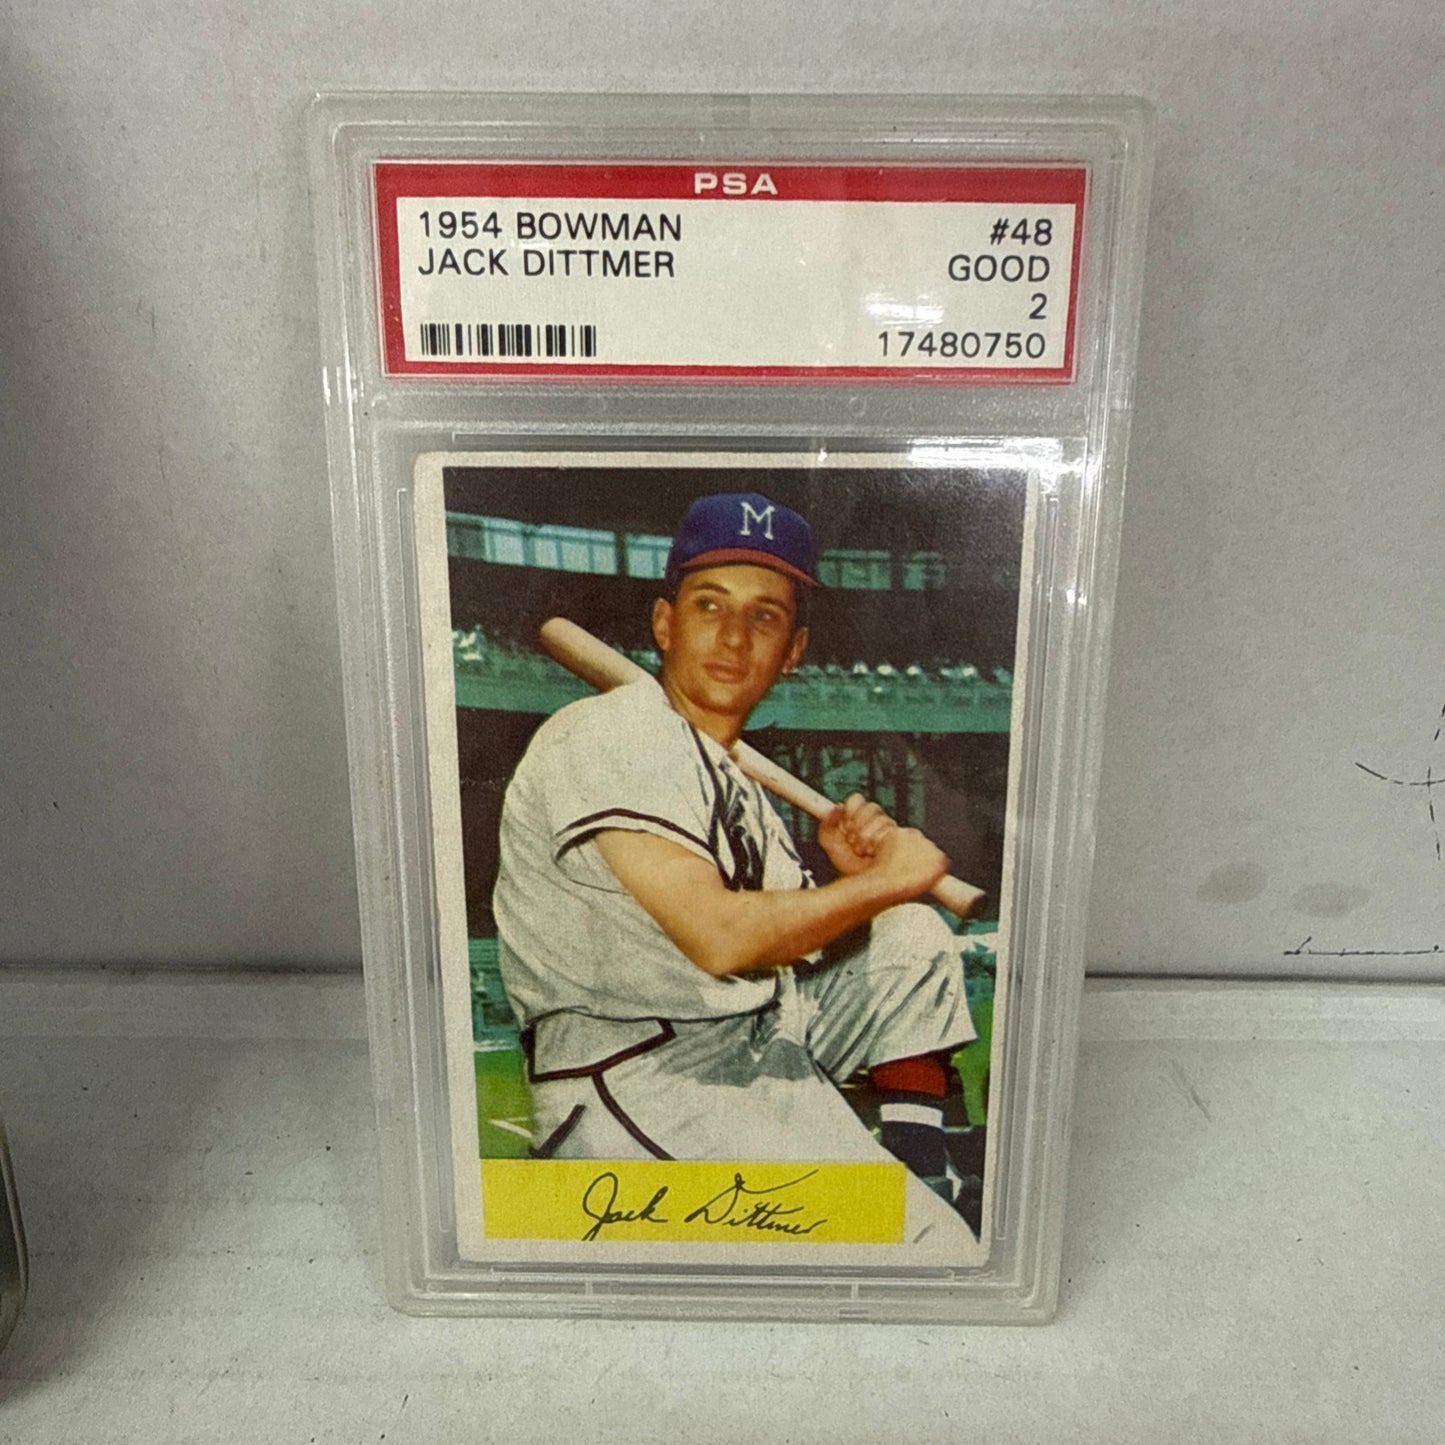 PSA
1954 BOWMAN #48
JACK DITTMER GOOD
2
17480750
M
Jack Dittmer